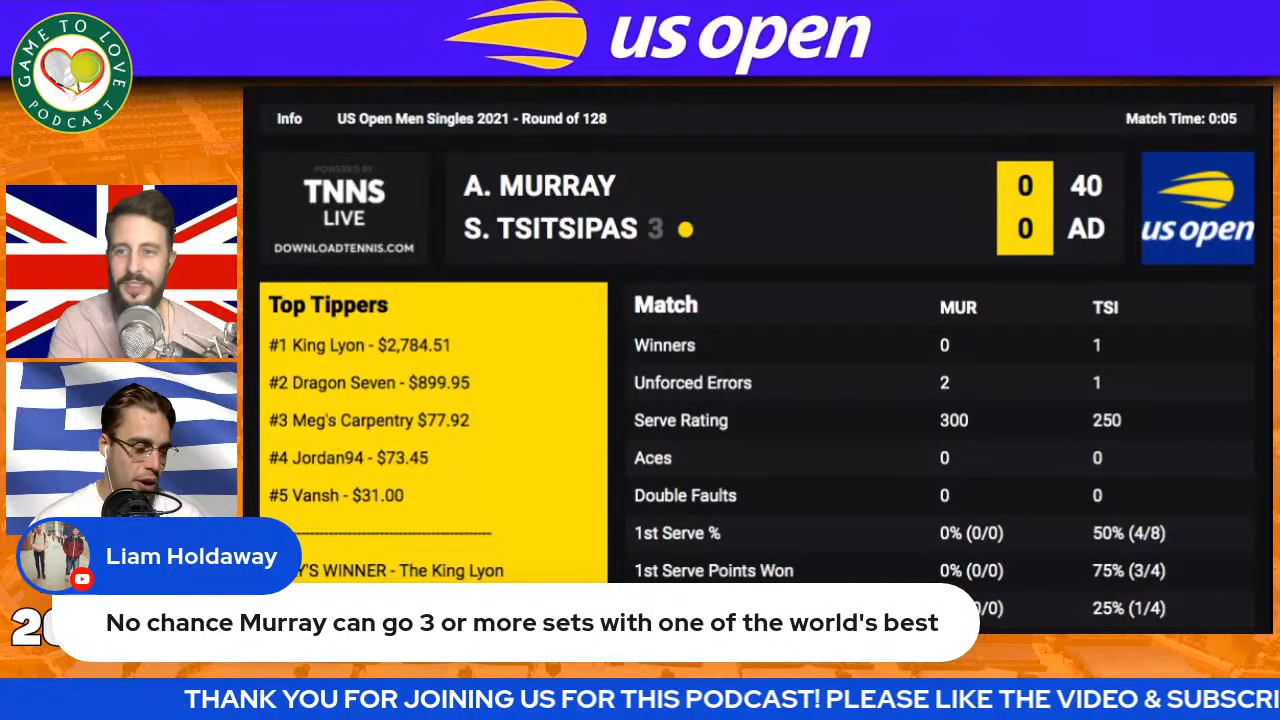 GAME TO LOVE
PODCAST
us open
Info US Open Men Singles 2021 - Round of 128 Match Time: 0:05
POWERED BY
TNNS
LIVE
DOWNLOADTENNIS.COM
A. MURRAY 0 40
S. TSITSIPAS 3 0 AD
us open
Top Tippers
#1 King Lyon - $2,784.51
#2 Dragon Seven - $899.95
#3 Meg's Carpentry $77.92
#4 Jordan94 - $73.45
#5 Vansh - $31.00
Y'S WINNER - The King Lyon
Match MUR TSI
Winners 0 1
Unforced Errors 2 1
Serve Rating 300 250
Aces 0 0
Double Faults 0 0
1st Serve % 0% (0/0) 50% (4/8)
1st Serve Points Won 0% (0/0) 75% (3/4)
/0) 25% (1/4)
Liam Holdaway
No chance Murray can go 3 or more sets with one of the world's best
THANK YOU FOR JOINING US FOR THIS PODCAST! PLEASE LIKE THE VIDEO & SUBSCRI